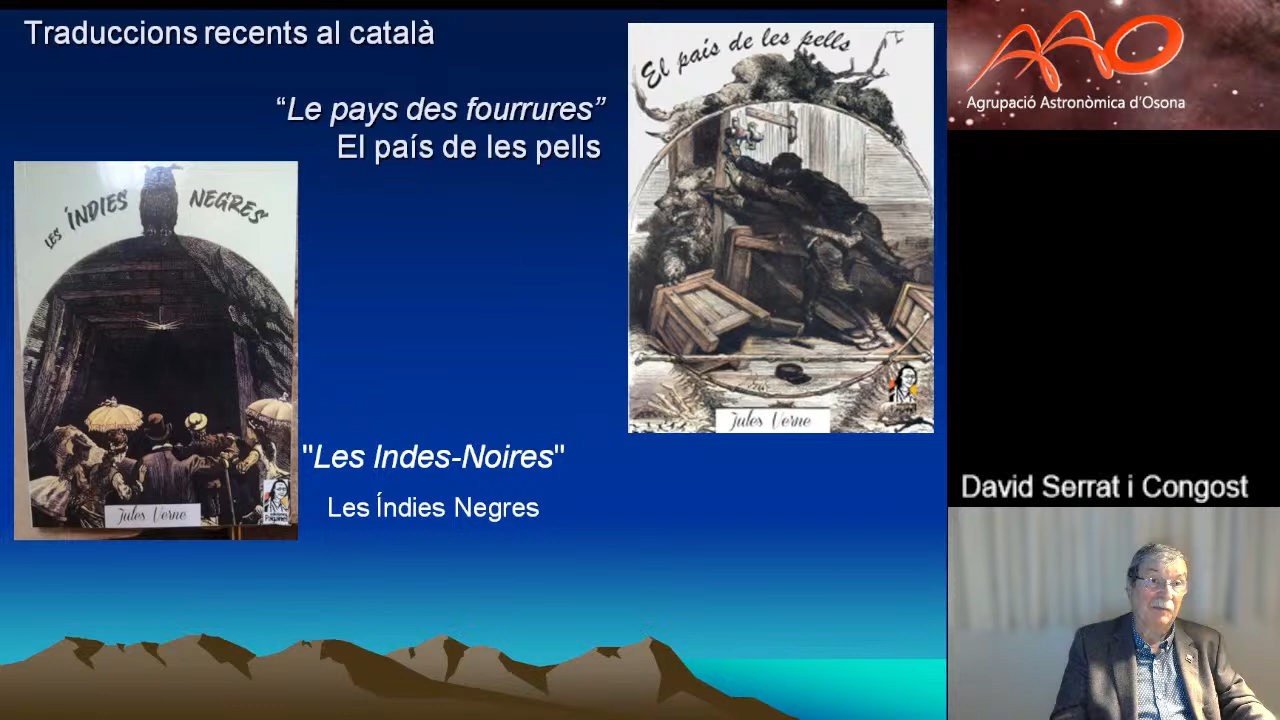 Traduccions recents al català
“Le pays des fourrures”
El país de les pells
El país de les pells
Jules Verne
LES ÍNDIES NEGRES
Jules Verne
"Les Indes-Noires"
Les Índies Negres
AAO
Agrupació Astronòmica d'Osona
David Serrat i Congost